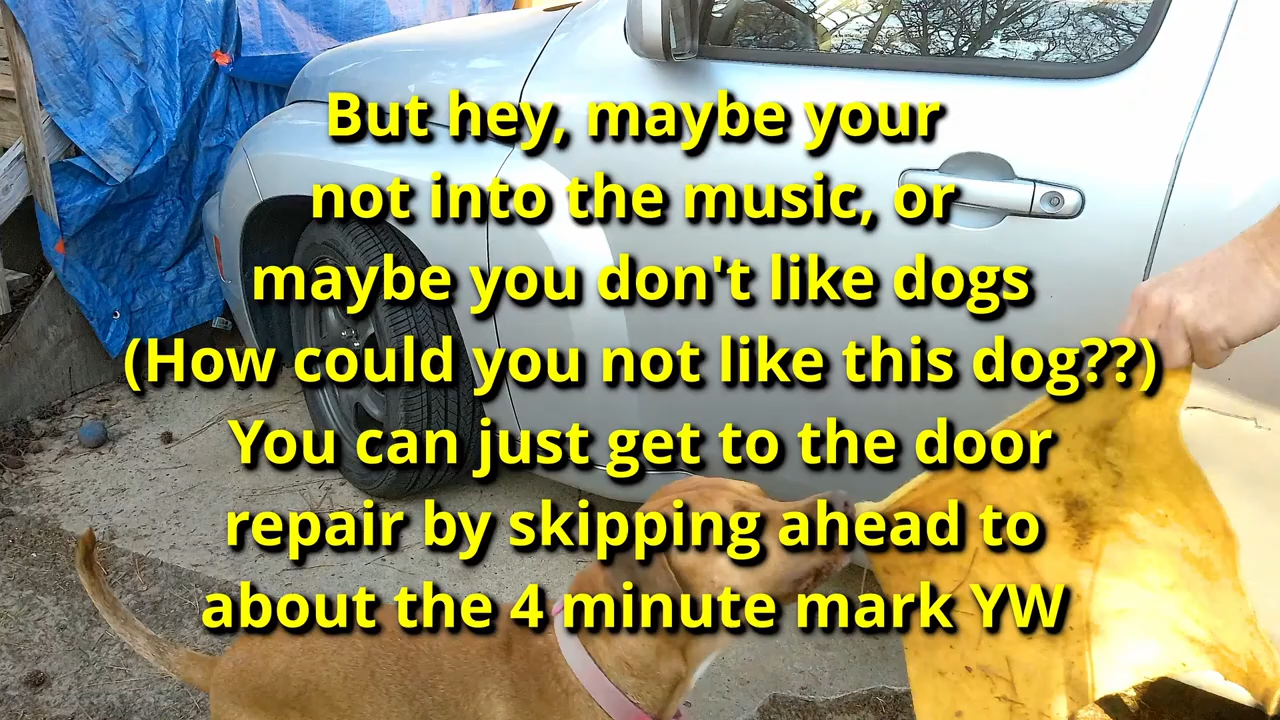 But hey, maybe your
not into the music, or
maybe you don't like dogs
(How could you not like this dog??)
You can just get to the door
repair by skipping ahead to
about the 4 minute mark YW